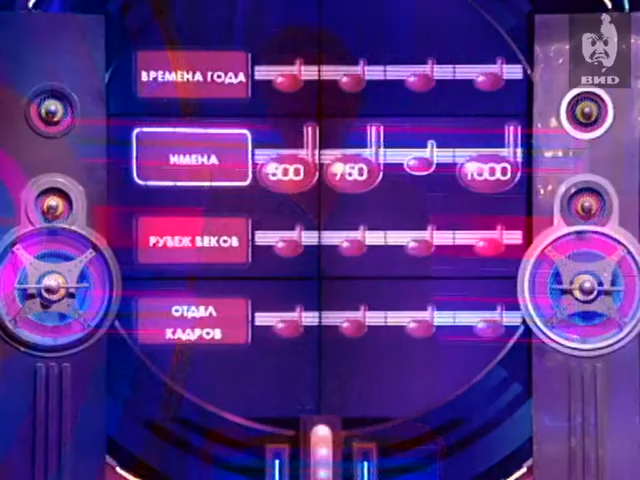 ВИD
ВРЕМЕНА ГОДА
ИМЕНА
500 750 1000
РУБЕЖ ВЕКОВ
ОТДЕЛ
КАДРОВ